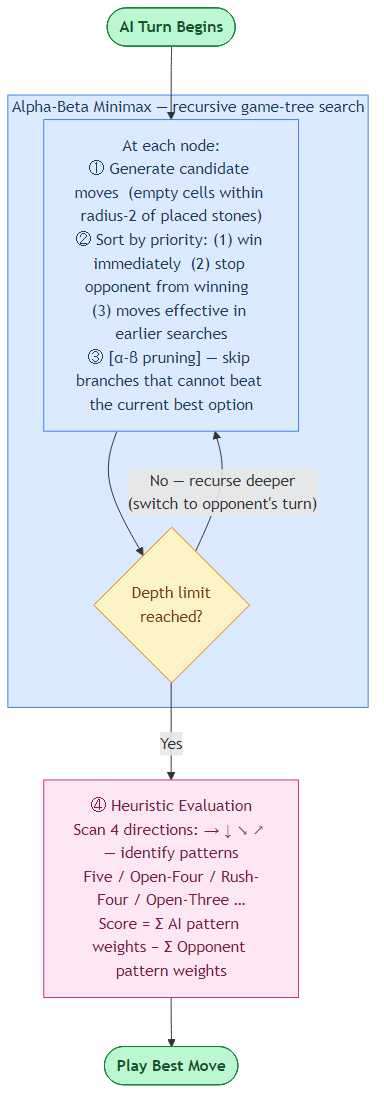 AI Turn Begins
Alpha-Beta Minimax — recursive game-tree search
At each node:
① Generate candidate
moves (empty cells within
radius-2 of placed stones)
② Sort by priority: (1) win
immediately (2) stop
opponent from winning
(3) moves effective in
earlier searches
③ [α-β pruning] — skip
branches that cannot beat
the current best option
No — recurse deeper
(switch to opponent's turn)
Depth limit
reached?
Yes
④ Heuristic Evaluation
Scan 4 directions: → ↓ ↘ ↗
— identify patterns
Five / Open-Four / Rush-
Four / Open-Three ...
Score = Σ AI pattern
weights − Σ Opponent
pattern weights
Play Best Move